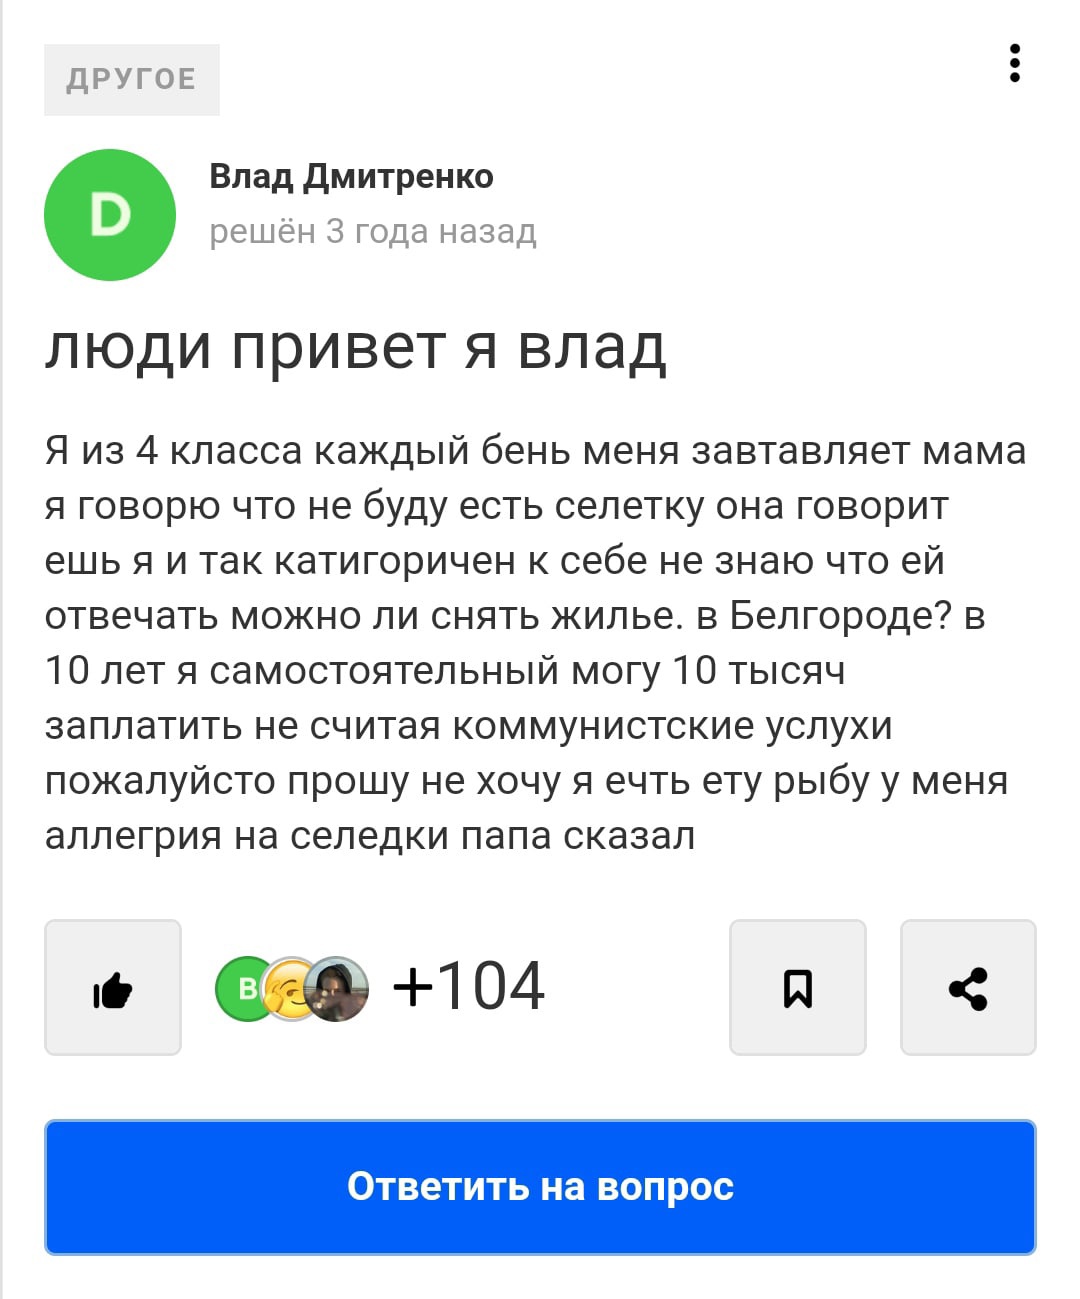 ДРУГОЕ
D
Влад Дмитренко
решён 3 года назад
люди привет я влад
Я из 4 класса каждый бень меня завтавляет мама
я говорю что не буду есть селетку она говорит
ешь я и так катигоричен к себе не знаю что ей
отвечать можно ли снять жилье. в Белгороде? в
10 лет я самостоятельный могу 10 тысяч
заплатить не считая коммунистские услухи
пожалуйсто прошу не хочу я ечть ету рыбу у меня
аллегрия на селедки папа сказал
В +104
Ответить на вопрос